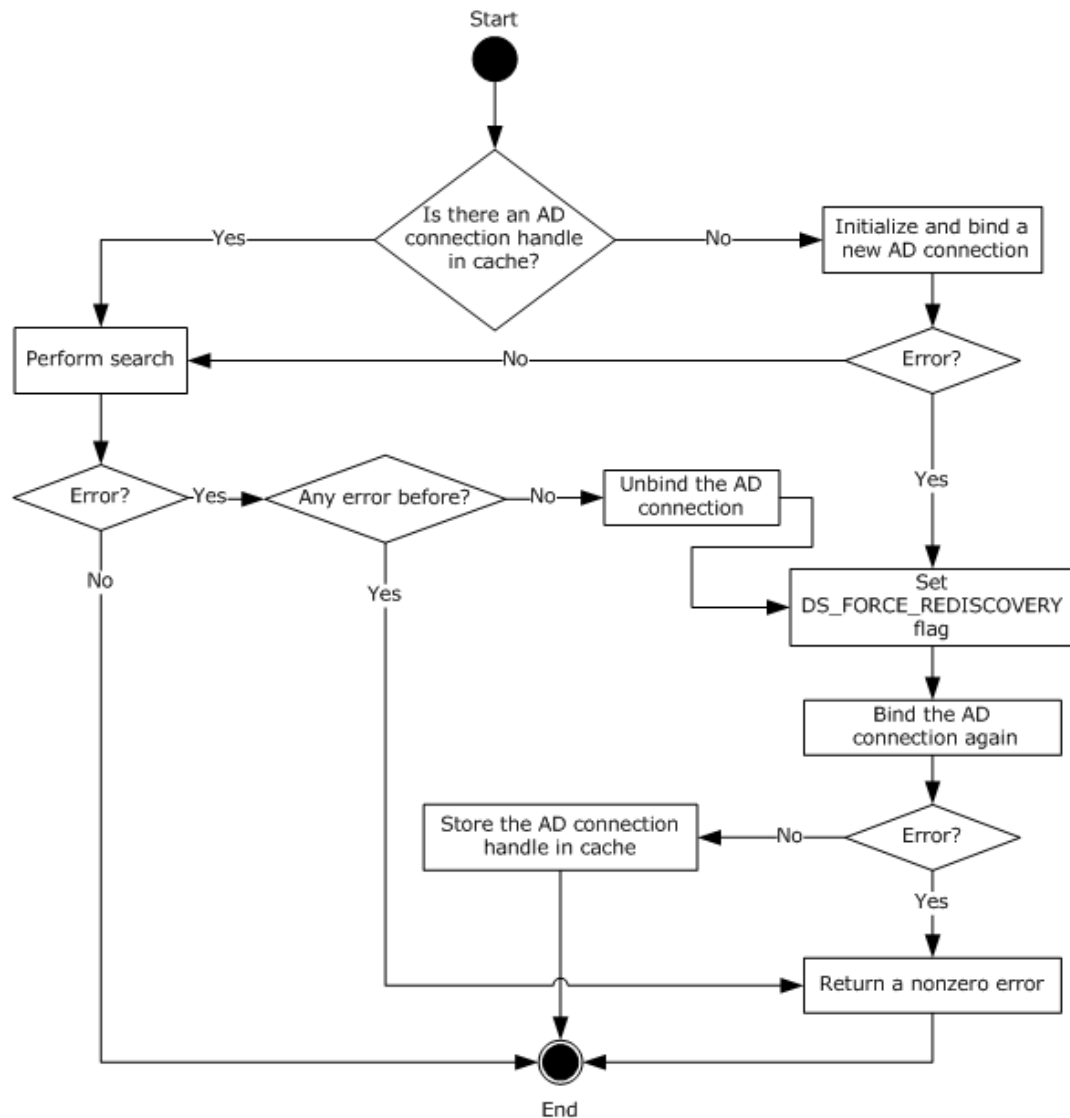 Start
Is there an AD
connection handle
in cache?
Yes
No
Initialize and bind a
new AD connection
Perform search
No
Error?
Error?
Yes
Any error before?
No
Unbind the AD
connection
Yes
No
Yes
Set
DS_FORCE_REDISCOVERY
flag
Bind the AD
connection again
Store the AD connection
handle in cache
No
Error?
Yes
Return a nonzero error
End